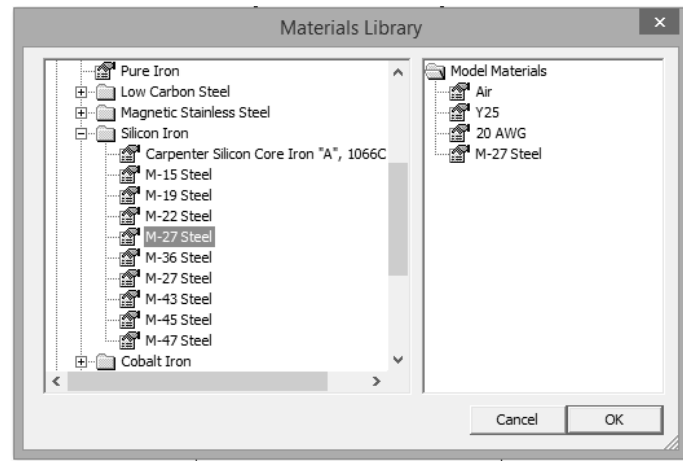 Materials Library
Pure Iron
Low Carbon Steel
Magnetic Stainless Steel
Silicon Iron
Carpenter Silicon Core Iron "A", 1066C
M-15 Steel
M-19 Steel
M-22 Steel
M-27 Steel
M-36 Steel
M-27 Steel
M-43 Steel
M-45 Steel
M-47 Steel
Cobalt Iron
Model Materials
Air
Y25
20 AWG
M-27 Steel
Cancel
OK